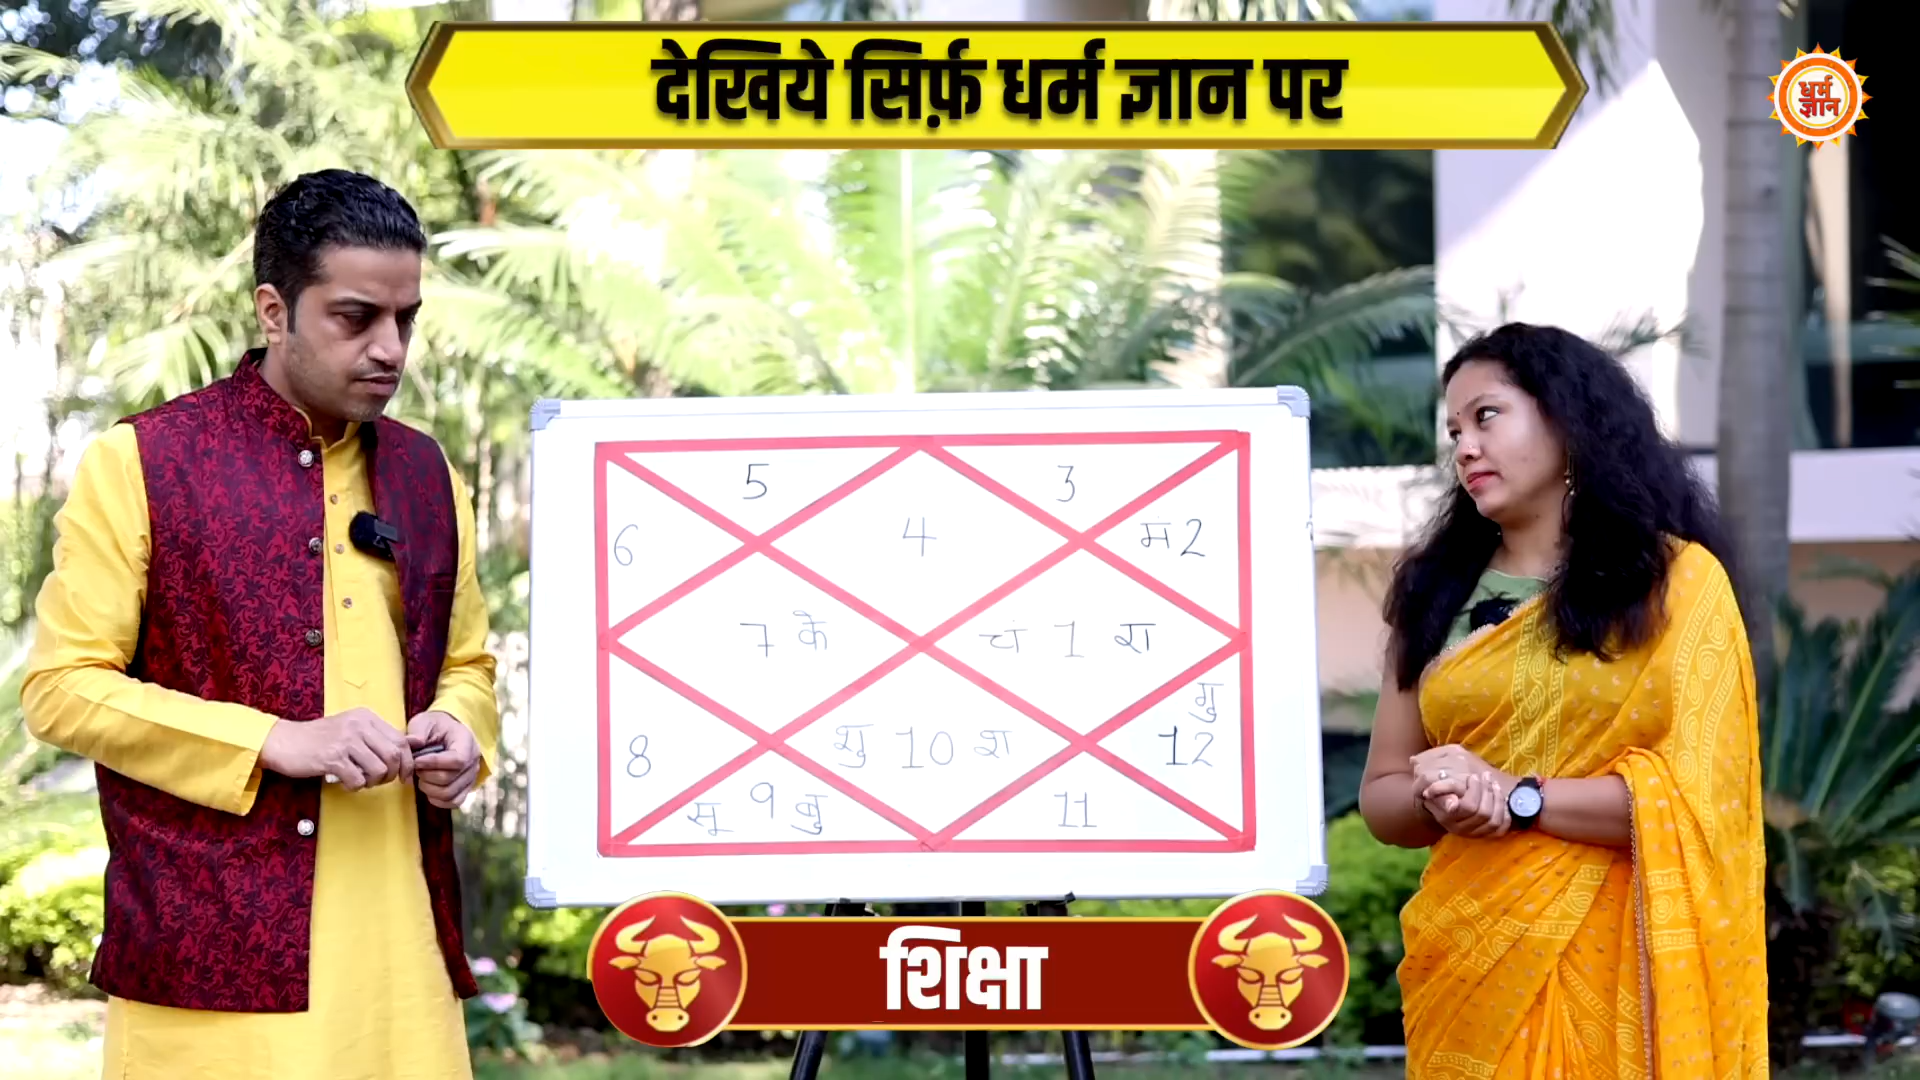 देखिये सिर्फ़ धर्म ज्ञान पर
धर्म
ज्ञान
5
3
6
4
म 2
7 के
चं 1 रा
गु
12
8
शु 10 श
सू 9 बु
11
शिक्षा